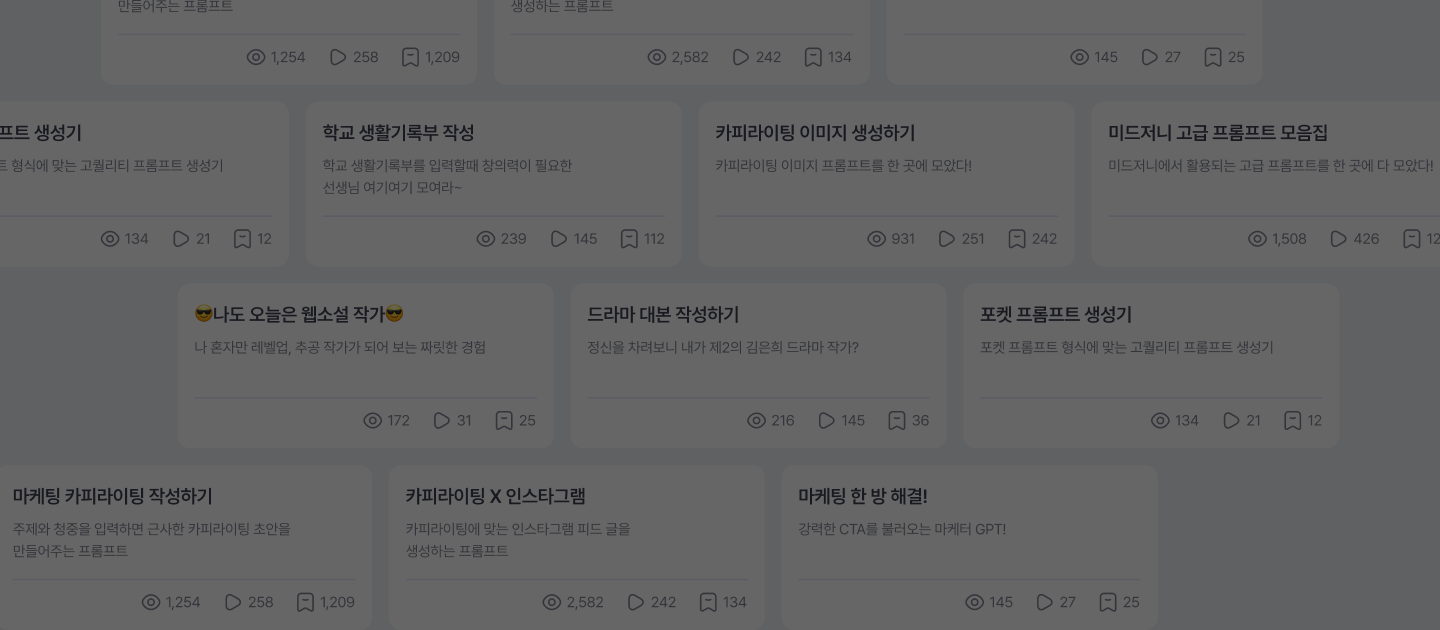 만들어주는 프롬프트
생성하는 프롬프트
1,254 258 1,209
2,582 242 134
145 27 25
프트 생성기
트 형식에 맞는 고퀄리티 프롬프트 생성기
134 21 12
학교 생활기록부 작성
학교 생활기록부를 입력할때 창의력이 필요한
선생님 여기여기 모여라~
239 145 112
카피라이팅 이미지 생성하기
카피라이팅 이미지 프롬프트를 한 곳에 모았다!
931 251 242
미드저니 고급 프롬프트 모음집
미드저니에서 활용되는 고급 프롬프트를 한 곳에 다 모았다!
1,508 426 12
😎나도 오늘은 웹소설 작가😎
나 혼자만 레벨업, 추공 작가가 되어 보는 짜릿한 경험
172 31 25
드라마 대본 작성하기
정신을 차려보니 내가 제2의 김은희 드라마 작가?
216 145 36
포켓 프롬프트 생성기
포켓 프롬프트 형식에 맞는 고퀄리티 프롬프트 생성기
134 21 12
마케팅 카피라이팅 작성하기
주제와 청중을 입력하면 근사한 카피라이팅 초안을
만들어주는 프롬프트
1,254 258 1,209
카피라이팅 X 인스타그램
카피라이팅에 맞는 인스타그램 피드 글을
생성하는 프롬프트
2,582 242 134
마케팅 한 방 해결!
강력한 CTA를 불러오는 마케터 GPT!
145 27 25